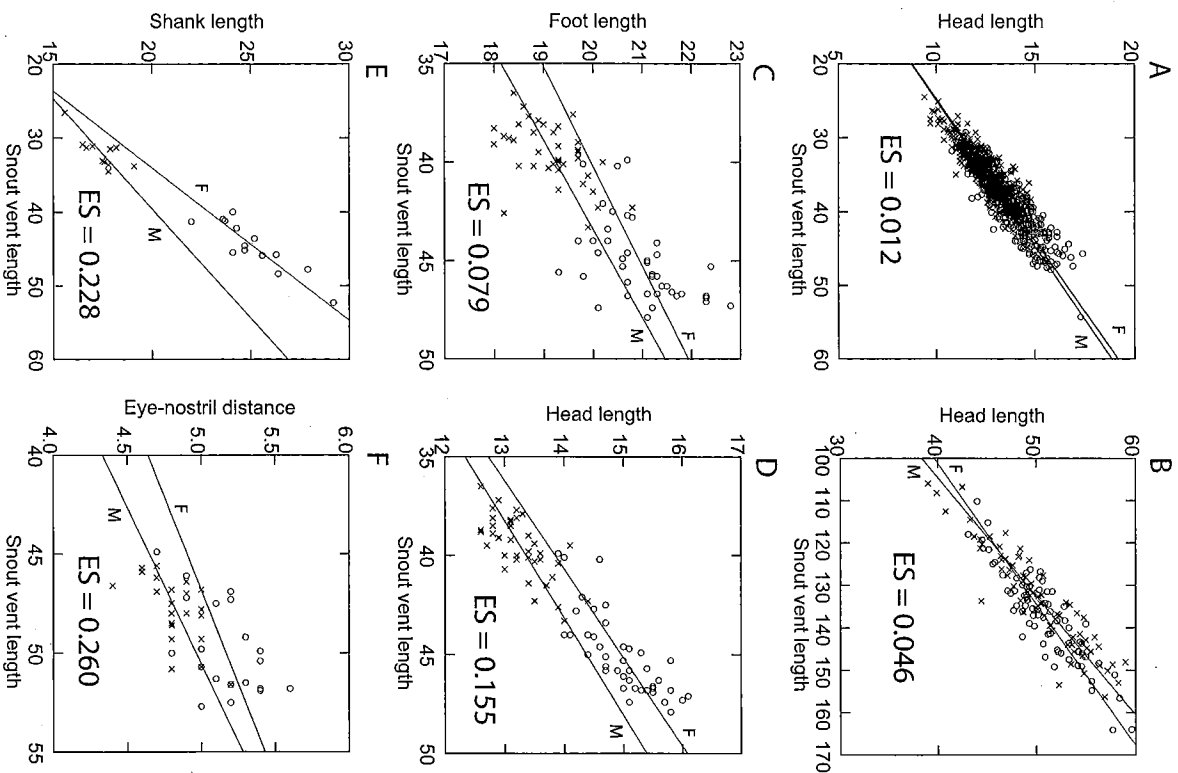 A
Head length
20
15
10
5
F
M
ES = 0.012
20 30 40 50 60
Snout vent length
B
Head length
60
50
40
30
F
M
ES = 0.046
100 110 120 130 140 150 160 170
Snout vent length
C
Foot length
23
22
21
20
19
18
17
F
M
ES = 0.079
35 40 45 50
Snout vent length
D
Head length
17
16
15
14
13
12
F
M
ES = 0.155
35 40 45 50
Snout vent length
E
Shank length
30
25
20
15
F
M
ES = 0.228
20 30 40 50 60
Snout vent length
F
Eye-nostril distance
6.0
5.5
5.0
4.5
4.0
F
M
ES = 0.260
40 45 50 55
Snout vent length